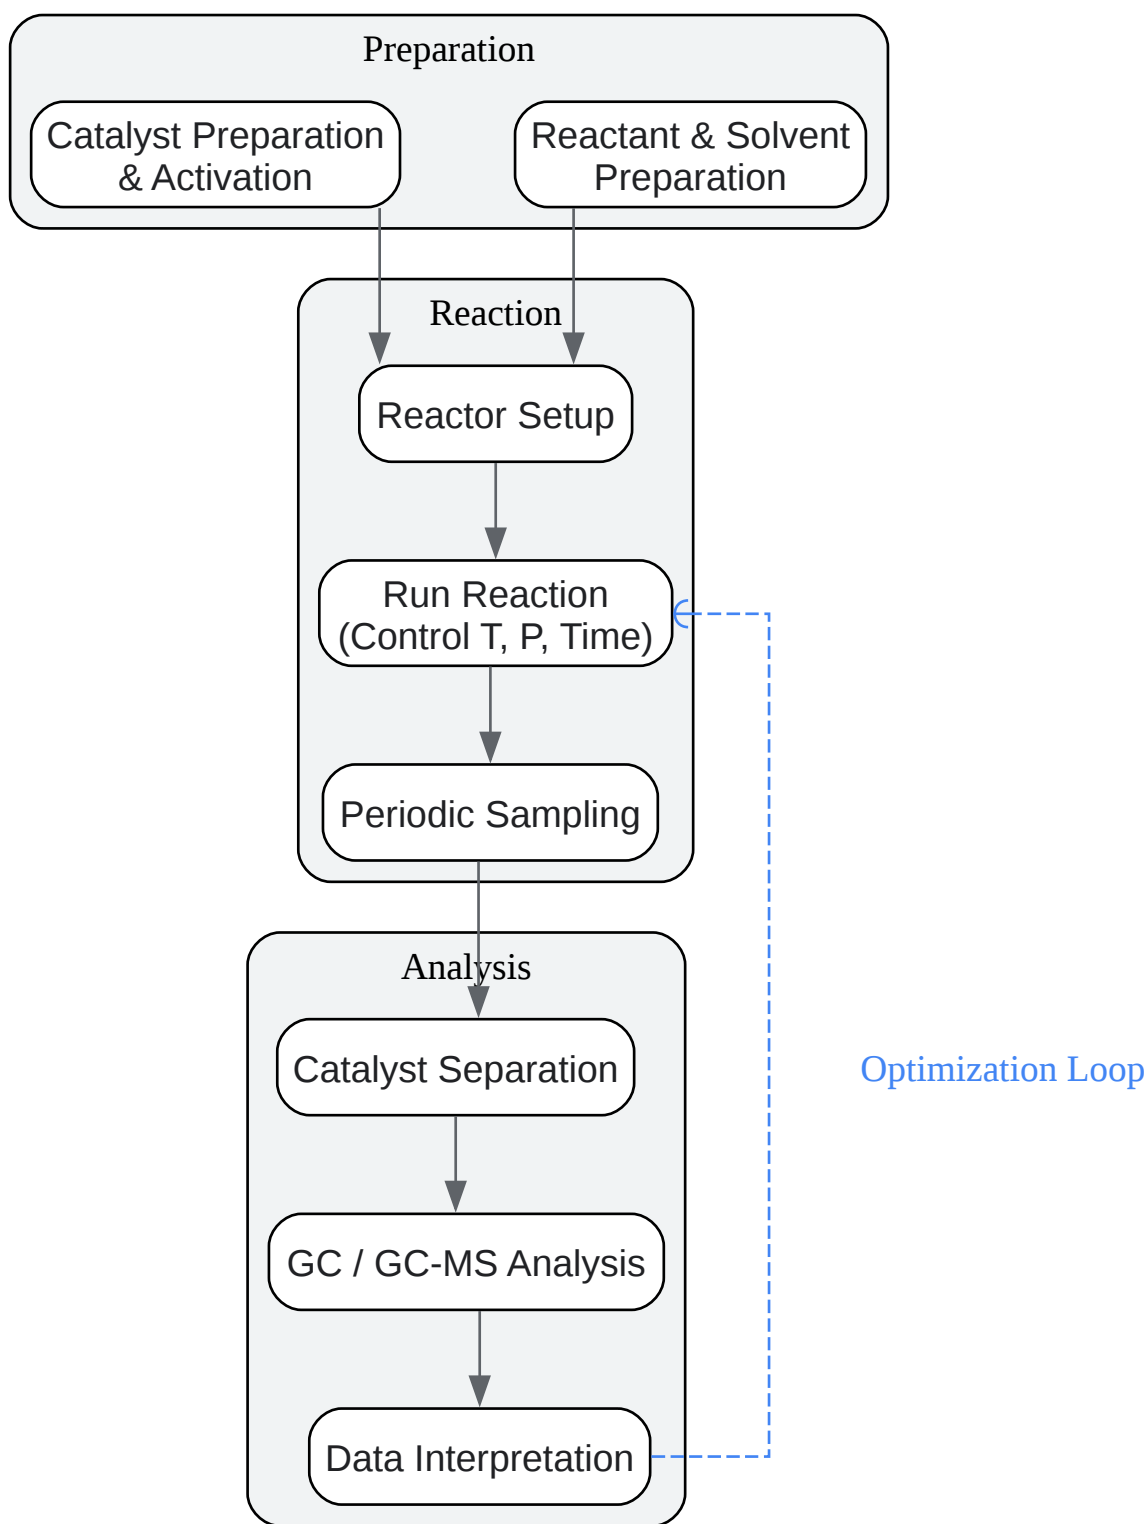 Preparation
Catalyst Preparation
& Activation
Reactant & Solvent
Preparation
Reaction
Reactor Setup
Run Reaction
(Control T, P, Time)
Periodic Sampling
Analysis
Catalyst Separation
Optimization Loop
GC / GC-MS Analysis
Data Interpretation